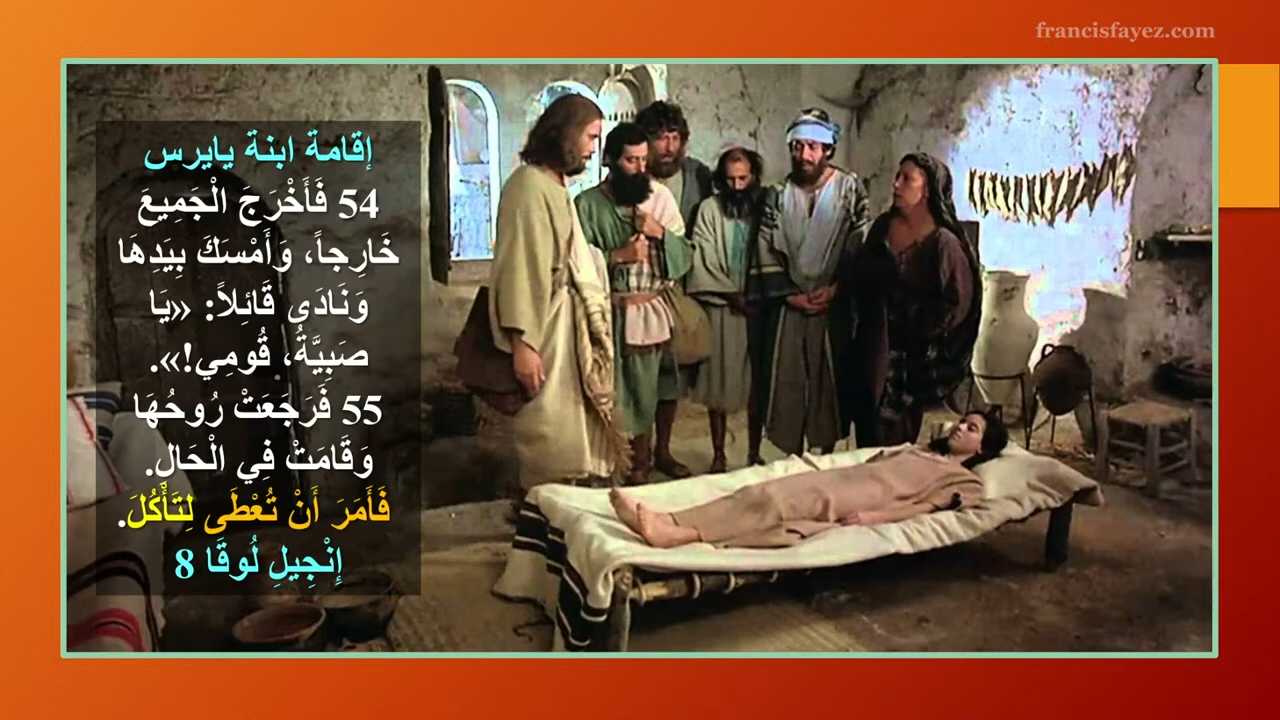 francisfayez.com
إقامة ابنة يايرس
54 فَأَخْرَجَ الْجَمِيعَ
خَارِجاً، وَأَمْسَكَ بِيَدِهَا
وَنَادَى قَائِلاً: «يَا
صَبِيَّةُ، قُومِي!».
55 فَرَجَعَتْ رُوحُهَا
وَقَامَتْ فِي الْحَالِ.
فَأَمَرَ أَنْ تُعْطَى لِتَأْكُلَ.
إِنْجِيلِ لُوقَا 8